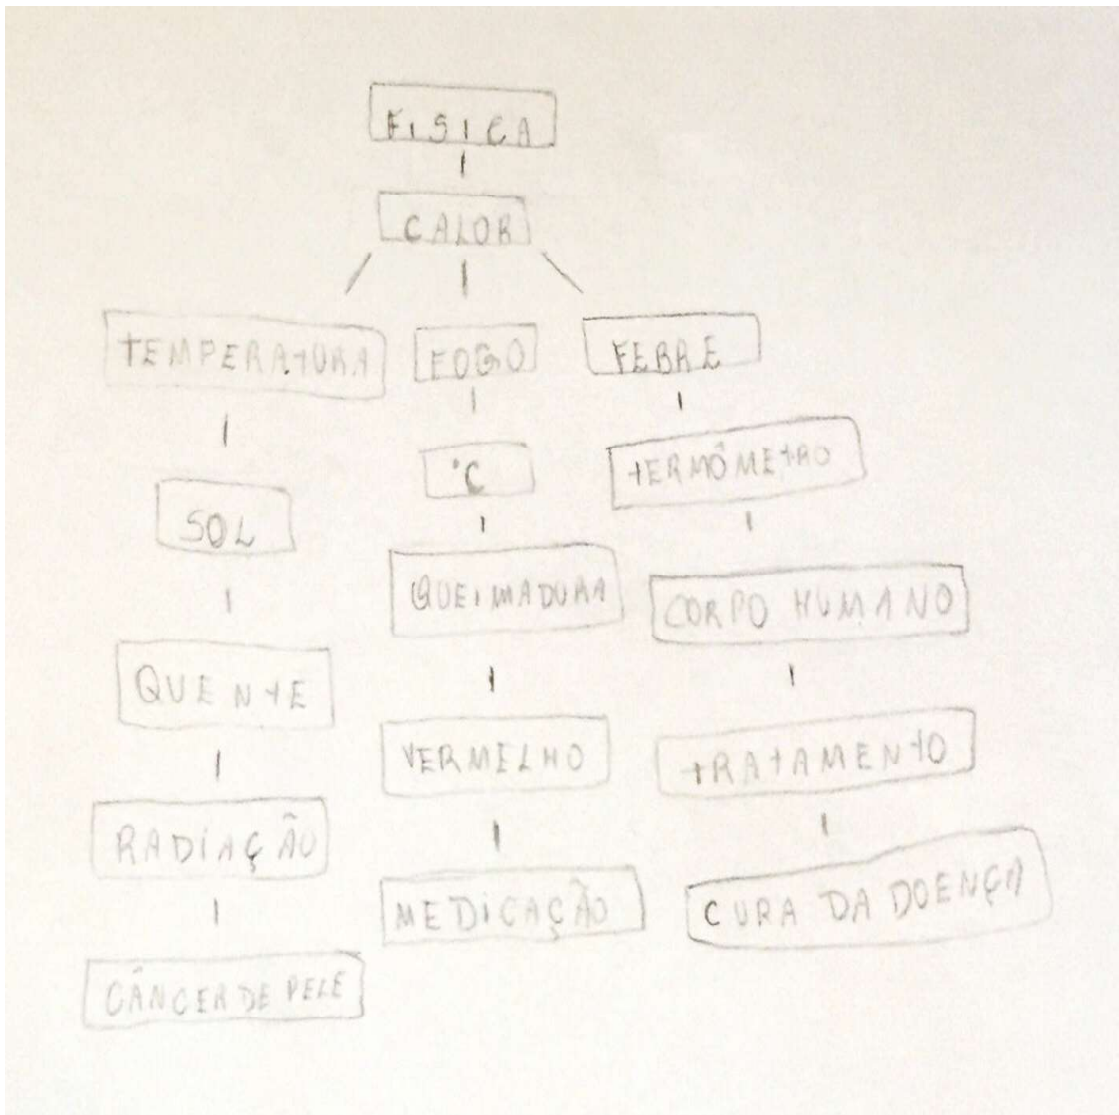 FISICA
CALOR
TEMPERATURA
FOGO
FEBRE
°C
TERMÔMETRO
SOL
QUEIMADURA
CORPO HUMANO
QUENTE
VERMELHO
TRATAMENTO
RADIAÇÃO
MEDICAÇÃO
CURA DA DOENÇA
CÂNCER DE PELE